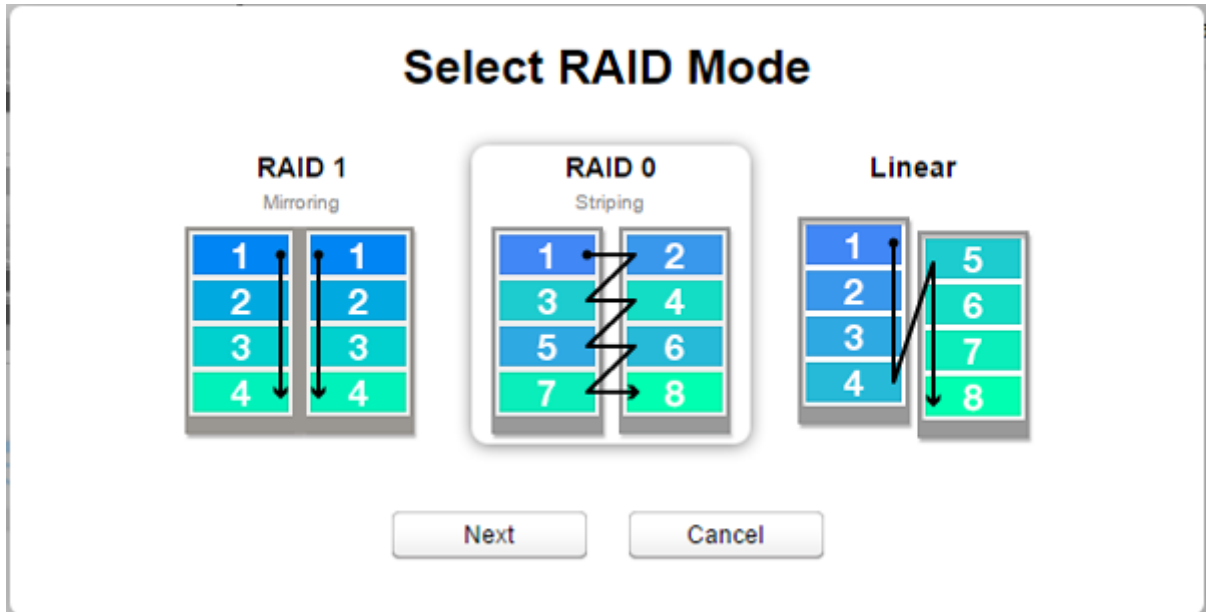 Select RAID Mode
RAID 1
Mirroring
1 1
2 2
3 3
4 4
RAID 0
Striping
1 2
3 4
5 6
7 8
Linear
1 5
2 6
3 7
4 8
Next
Cancel